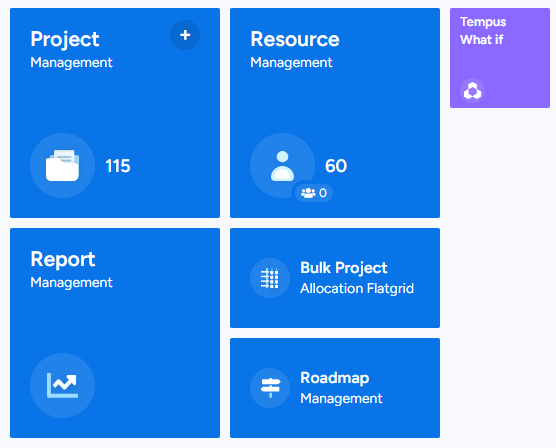 Project
+
Management
115
Resource
Management
60
0
Tempus
What if
Report
Management
Bulk Project
Allocation Flatgrid
Roadmap
Management